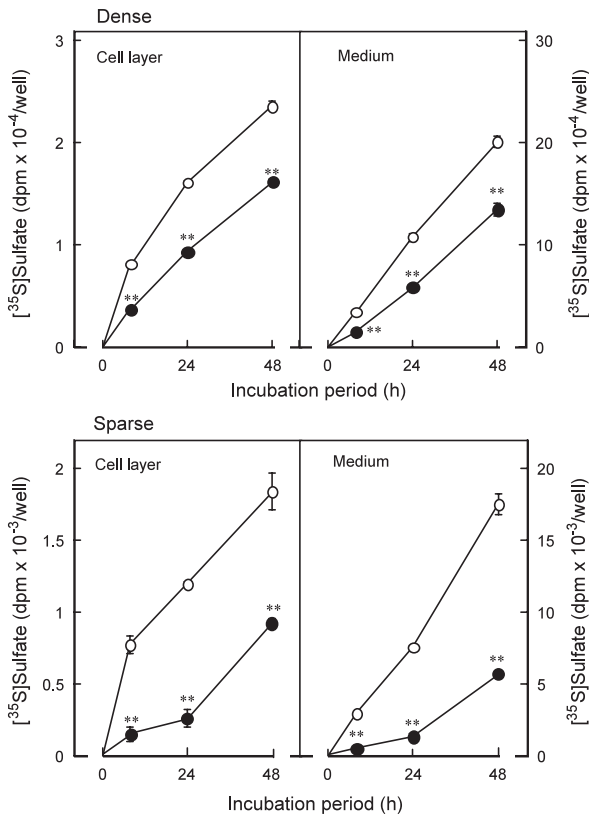 Dense
Cell layer
Medium
[³⁵S]Sulfate (dpm x 10⁻⁴/well)
3
2
1
0
**
**
**
**
**
**
30
20
10
0
[³⁵S]Sulfate (dpm x 10⁻⁴/well)
0 24 48 0 24 48
Incubation period (h)
Sparse
Cell layer
Medium
[³⁵S]Sulfate (dpm x 10⁻³/well)
2
1.5
1
0.5
0
**
**
**
**
**
**
20
15
10
5
0
[³⁵S]Sulfate (dpm x 10⁻³/well)
0 24 48 0 24 48
Incubation period (h)